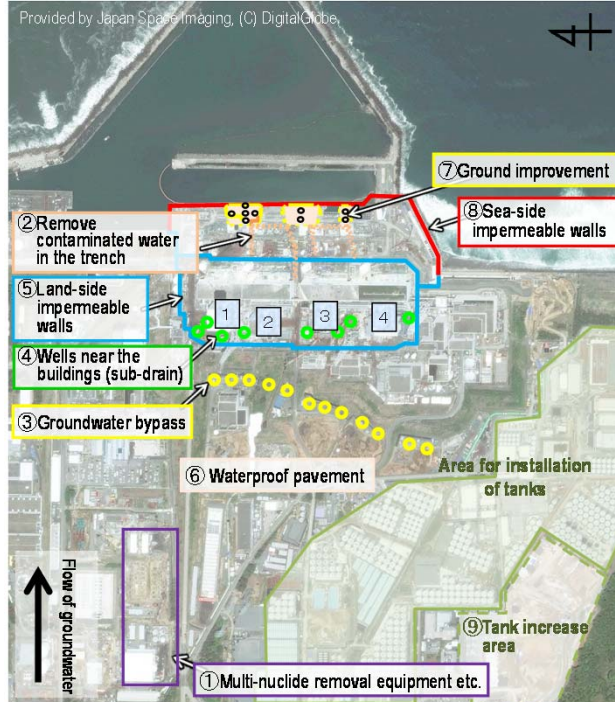 Provided by Japan Space Imaging, (C) DigitalGlobe
⑦Ground improvement
②Remove
contaminated water
in the trench
⑧Sea-side
impermeable walls
⑤Land-side
impermeable
walls
1
2
3
4
④Wells near the
buildings (sub-drain)
③Groundwater bypass
⑥ Waterproof pavement
Area for installation
of tanks
Flow of groundwater
⑨Tank increase
area
①Multi-nuclide removal equipment etc.